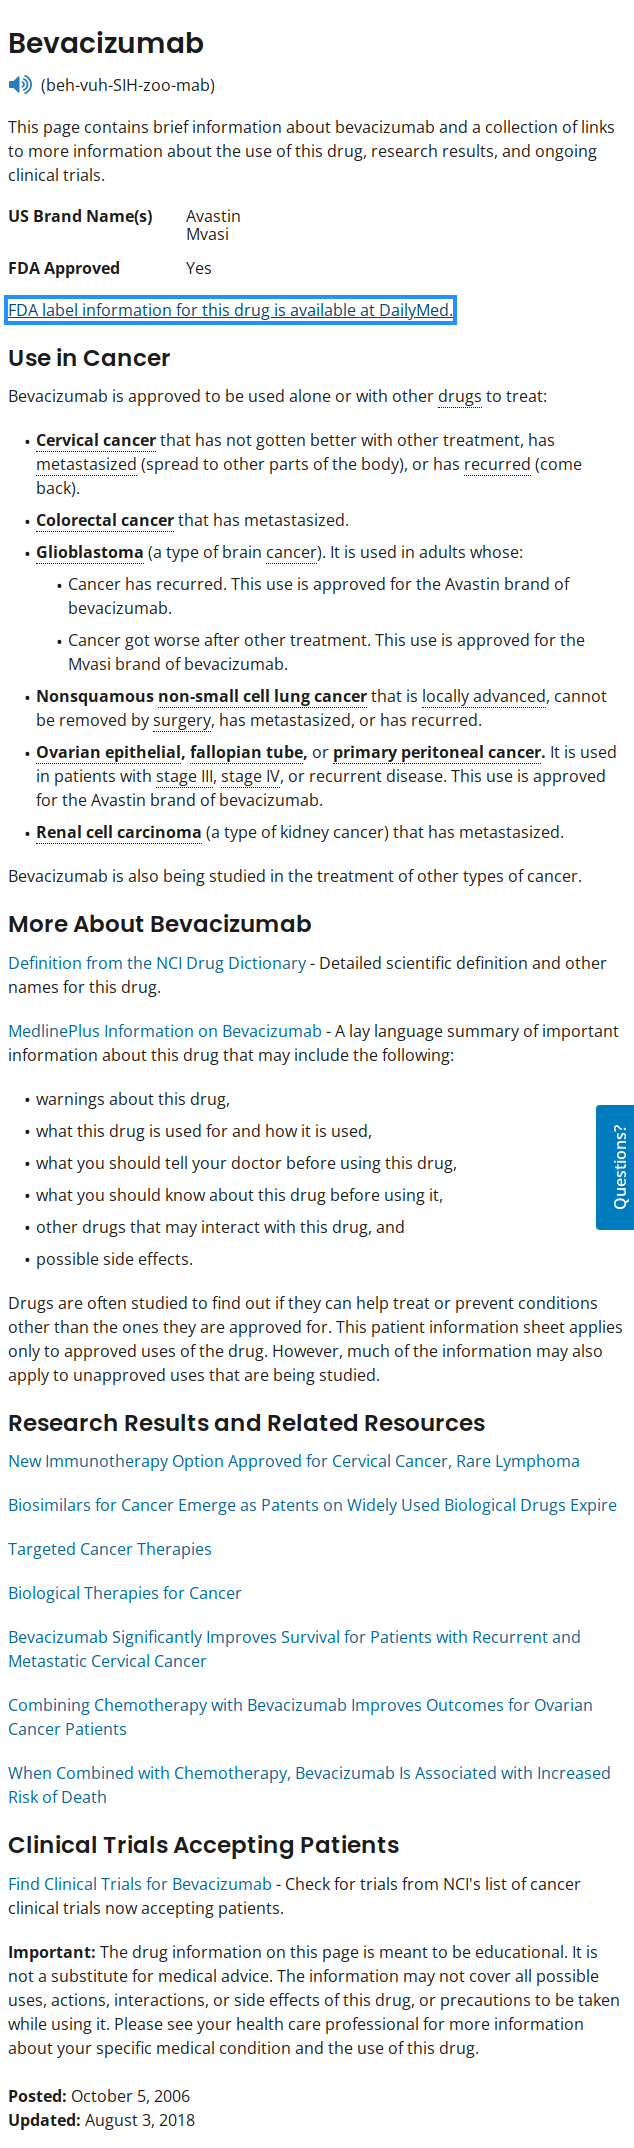 Bevacizumab
(beh-vuh-SIH-zoo-mab)
This page contains brief information about bevacizumab and a collection of links
to more information about the use of this drug, research results, and ongoing
clinical trials.
US Brand Name(s) Avastin
Mvasi
FDA Approved Yes
FDA label information for this drug is available at DailyMed.
Use in Cancer
Bevacizumab is approved to be used alone or with other drugs to treat:
• Cervical cancer that has not gotten better with other treatment, has
metastasized (spread to other parts of the body), or has recurred (come
back).
• Colorectal cancer that has metastasized.
• Glioblastoma (a type of brain cancer). It is used in adults whose:
• Cancer has recurred. This use is approved for the Avastin brand of
bevacizumab.
• Cancer got worse after other treatment. This use is approved for the
Mvasi brand of bevacizumab.
• Nonsquamous non-small cell lung cancer that is locally advanced, cannot
be removed by surgery, has metastasized, or has recurred.
• Ovarian epithelial, fallopian tube, or primary peritoneal cancer. It is used
in patients with stage III, stage IV, or recurrent disease. This use is approved
for the Avastin brand of bevacizumab.
• Renal cell carcinoma (a type of kidney cancer) that has metastasized.
Bevacizumab is also being studied in the treatment of other types of cancer.
More About Bevacizumab
Definition from the NCI Drug Dictionary - Detailed scientific definition and other
names for this drug.
MedlinePlus Information on Bevacizumab - A lay language summary of important
information about this drug that may include the following:
• warnings about this drug,
• what this drug is used for and how it is used,
• what you should tell your doctor before using this drug,
• what you should know about this drug before using it,
• other drugs that may interact with this drug, and
• possible side effects.
Questions?
Drugs are often studied to find out if they can help treat or prevent conditions
other than the ones they are approved for. This patient information sheet applies
only to approved uses of the drug. However, much of the information may also
apply to unapproved uses that are being studied.
Research Results and Related Resources
New Immunotherapy Option Approved for Cervical Cancer, Rare Lymphoma
Biosimilars for Cancer Emerge as Patents on Widely Used Biological Drugs Expire
Targeted Cancer Therapies
Biological Therapies for Cancer
Bevacizumab Significantly Improves Survival for Patients with Recurrent and
Metastatic Cervical Cancer
Combining Chemotherapy with Bevacizumab Improves Outcomes for Ovarian
Cancer Patients
When Combined with Chemotherapy, Bevacizumab Is Associated with Increased
Risk of Death
Clinical Trials Accepting Patients
Find Clinical Trials for Bevacizumab - Check for trials from NCI's list of cancer
clinical trials now accepting patients.
Important: The drug information on this page is meant to be educational. It is
not a substitute for medical advice. The information may not cover all possible
uses, actions, interactions, or side effects of this drug, or precautions to be taken
while using it. Please see your health care professional for more information
about your specific medical condition and the use of this drug.
Posted: October 5, 2006
Updated: August 3, 2018